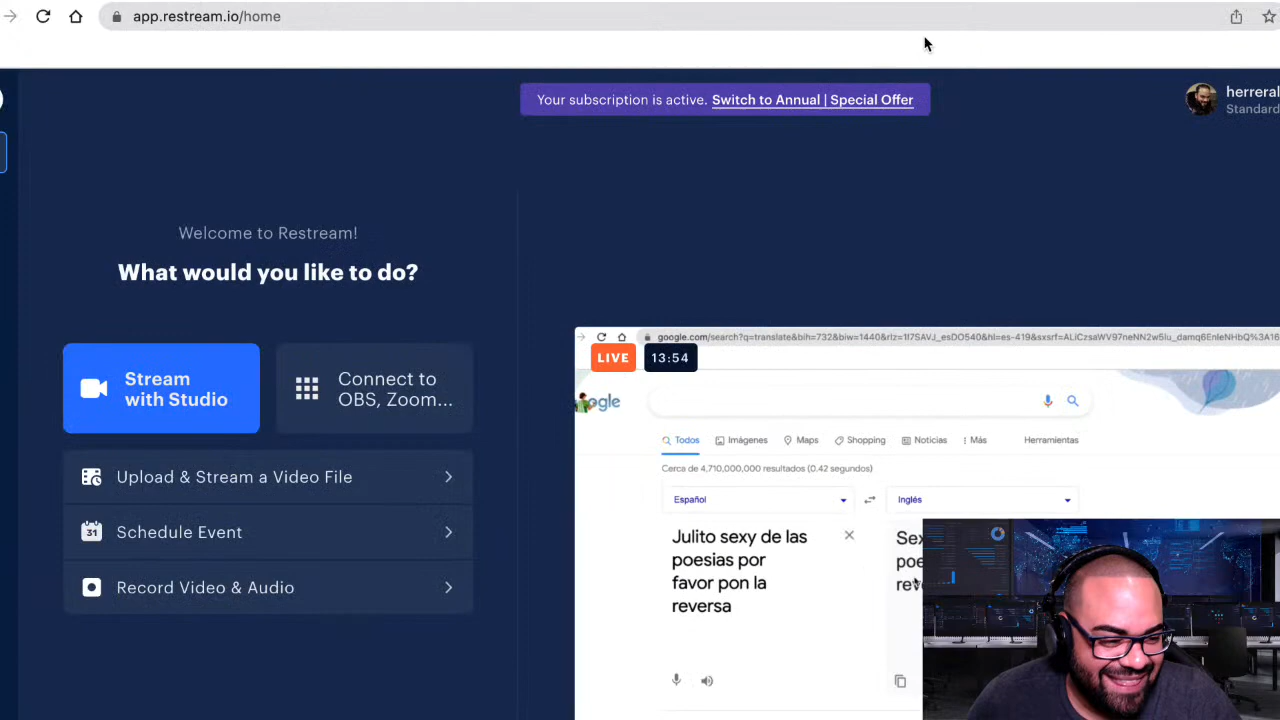 app.restream.io/home
Your subscription is active. Switch to Annual | Special Offer
herreral
Standard
Welcome to Restream!
What would you like to do?
Stream
with Studio
Connect to
OBS, Zoom...
Upload & Stream a Video File
31
Schedule Event
Record Video & Audio
LIVE
13:54
Todos
Imágenes
Maps
Shopping
Noticias
Más
Herramientas
Cerca de 4,710,000,000 resultados (0.42 segundos)
Español
Inglés
Julito sexy de las
poesias por
favor pon la
reversa